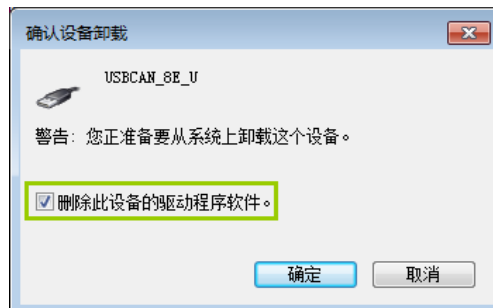 确认设备卸载
USBCAN_8E_U
警告: 您正准备要从系统上卸载这个设备。
删除此设备的驱动程序软件。
确定 取消